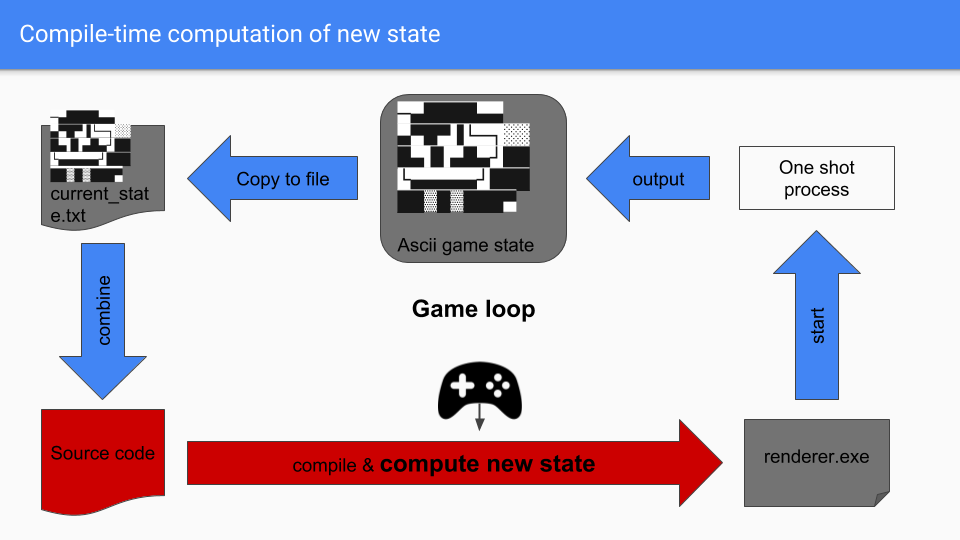 Compile-time computation of new state
current_stat
e.txt
Copy to file
Ascii game state
output
One shot
process
combine
Game loop
start
Source code
compile & compute new state
renderer.exe